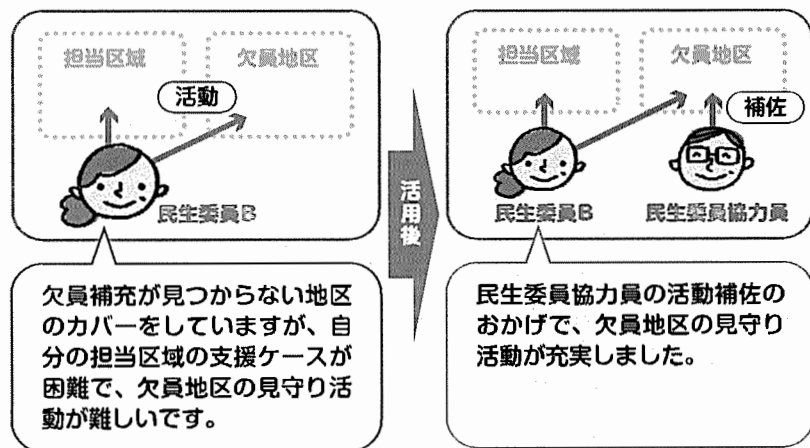 担当区域
欠員地区
活動
民生委員B
欠員補充が見つからない地区
のカバーをしていますが、自
分の担当区域の支援ケースが
困難で、欠員地区の見守り活
動が難しいです。
活用後
担当区域
欠員地区
補佐
民生委員B
民生委員協力員
民生委員協力員の活動補佐の
おかげで、欠員地区の見守り
活動が充実しました。